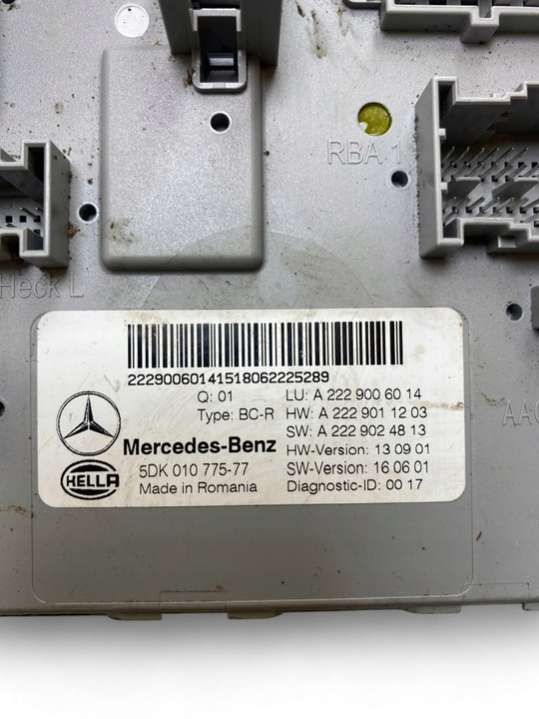 RBA 1
Heck L
22290060141518062225289
Q: 01 LU: A 222 900 60 14
Type: BC-R HW: A 222 901 12 03
Mercedes-Benz SW: A 222 902 48 13
HW-Version: 13 09 01
HELLA 5DK 010 775-77 SW-Version: 16 06 01
Made in Romania Diagnostic-ID: 00 17